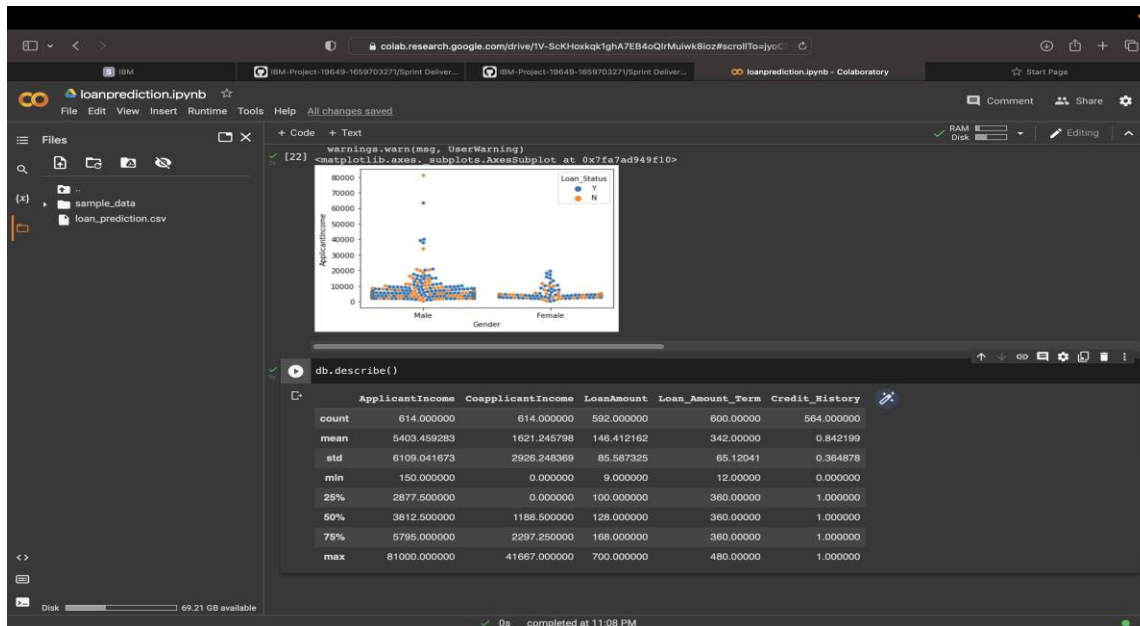 colab.research.google.com/drive/1V-ScKHoxkqk1ghA7EB4oQIrMuiwkBioz#scrollTo=jyoC
S IBM
IBM-Project-19649-1659703271/Sprint Deliver...
IBM-Project-19649-1659703271/Sprint Deliver...
loanprediction.ipynb - Colaboratory
Start Page
loanprediction.ipynb
Comment Share
File Edit View Insert Runtime Tools Help All changes saved
Files
+ Code + Text
RAM
Disk
Editing
warnings.warn(msg, UserWarning)
[22] <matplotlib.axes._subplots.AxesSubplot at 0x7fa7ad949f10>
..
{x} sample_data
loan_prediction.csv
Loan_Status
Y
N
80000
70000
60000
50000
40000
30000
20000
10000
0
ApplicantIncome
Male Female
Gender
db.describe()
ApplicantIncome CoapplicantIncome LoanAmount Loan_Amount_Term Credit_History
count 614.000000 614.000000 592.000000 600.00000 564.000000
mean 5403.459283 1621.245798 146.412162 342.00000 0.842199
std 6109.041673 2926.248369 85.587325 65.12041 0.364878
min 150.000000 0.000000 9.000000 12.00000 0.000000
25% 2877.500000 0.000000 100.000000 360.00000 1.000000
50% 3812.500000 1188.500000 128.000000 360.00000 1.000000
75% 5795.000000 2297.250000 168.000000 360.00000 1.000000
max 81000.000000 41667.000000 700.000000 480.00000 1.000000
Disk 69.21 GB available
0s completed at 11:08 PM